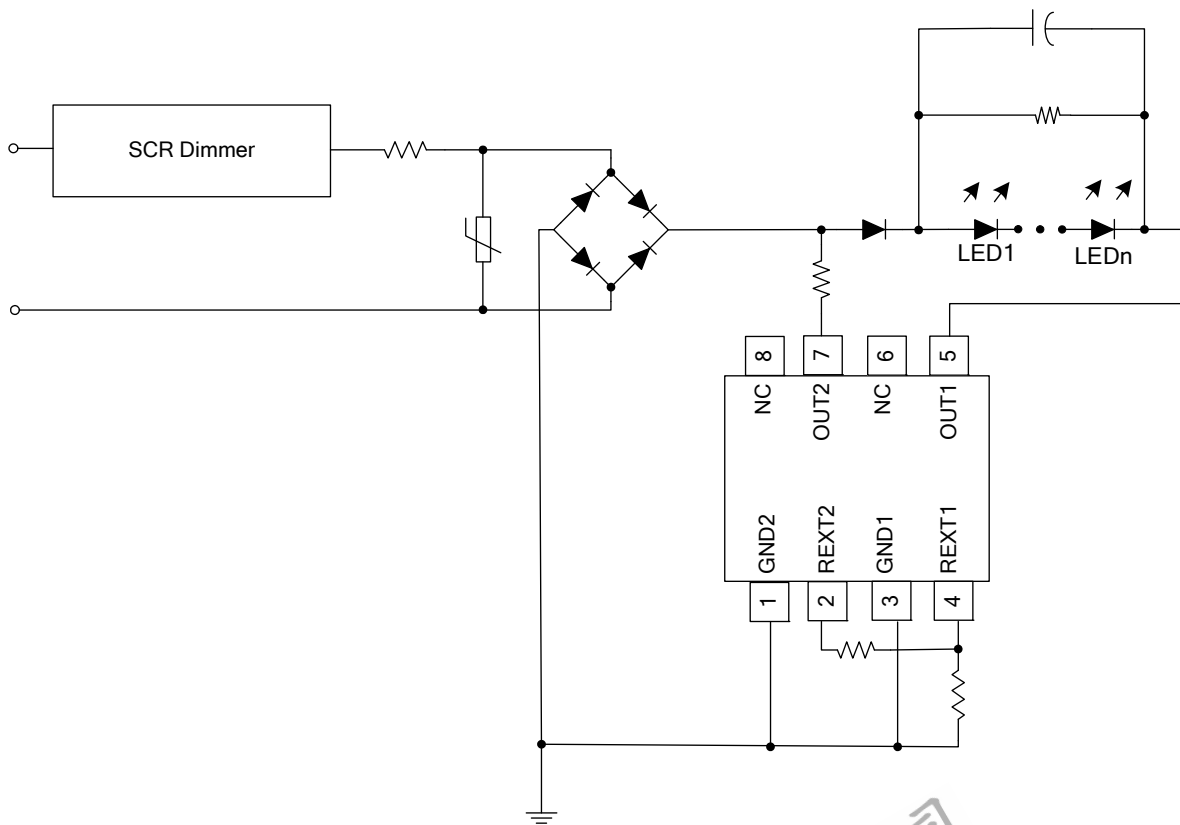 SCR Dimmer
LED1
LEDn
8
7
6
5
NC
OUT2
NC
OUT1
GND2
REXT2
GND1
REXT1
1
2
3
4
司